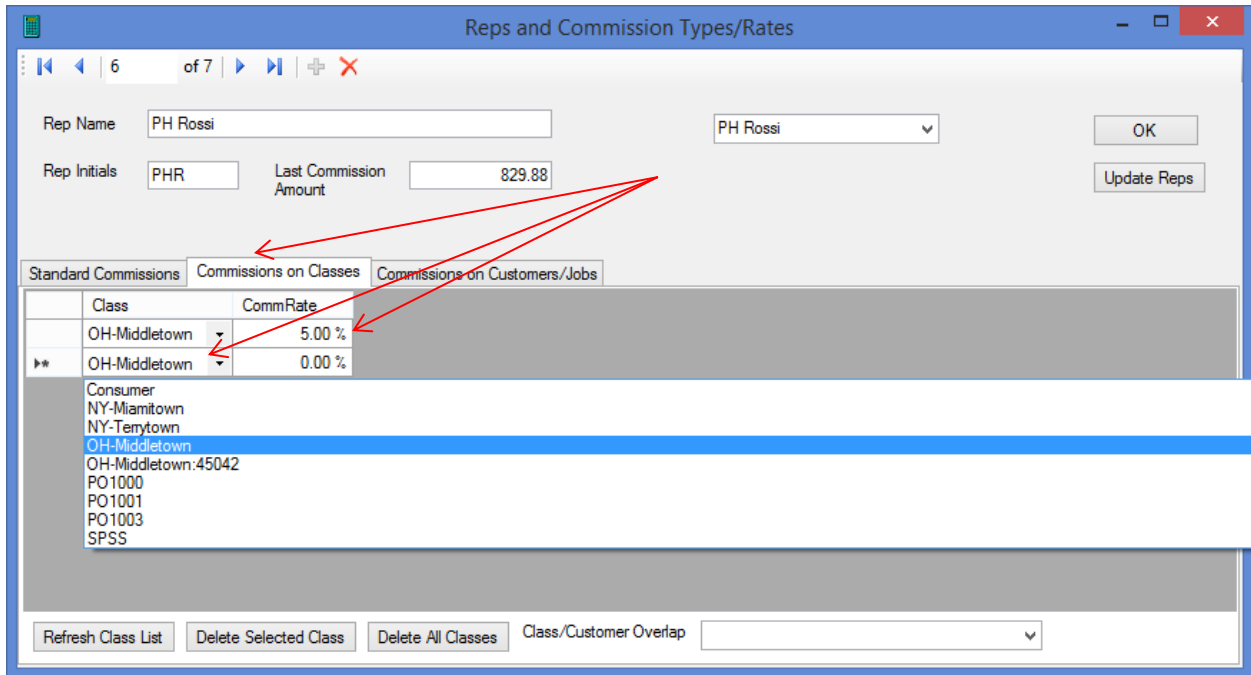 Reps and Commission Types/Rates
6 of 7
Rep Name PH Rossi PH Rossi OK
Rep Initials PHR Last Commission Amount 829.88 Update Reps
Standard Commissions Commissions on Classes Commissions on Customers/Jobs
Class CommRate
OH-Middletown 5.00 %
OH-Middletown 0.00 %
Consumer
NY-Miamitown
NY-Terrytown
OH-Middletown
OH-Middletown:45042
PO1000
PO1001
PO1003
SPSS
Refresh Class List Delete Selected Class Delete All Classes Class/Customer Overlap